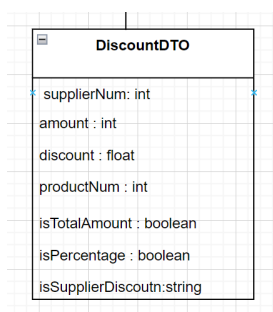 DiscountDTO
supplierNum: int
amount : int
discount : float
productNum : int
isTotalAmount : boolean
isPercentage : boolean
isSupplierDiscoutn:string